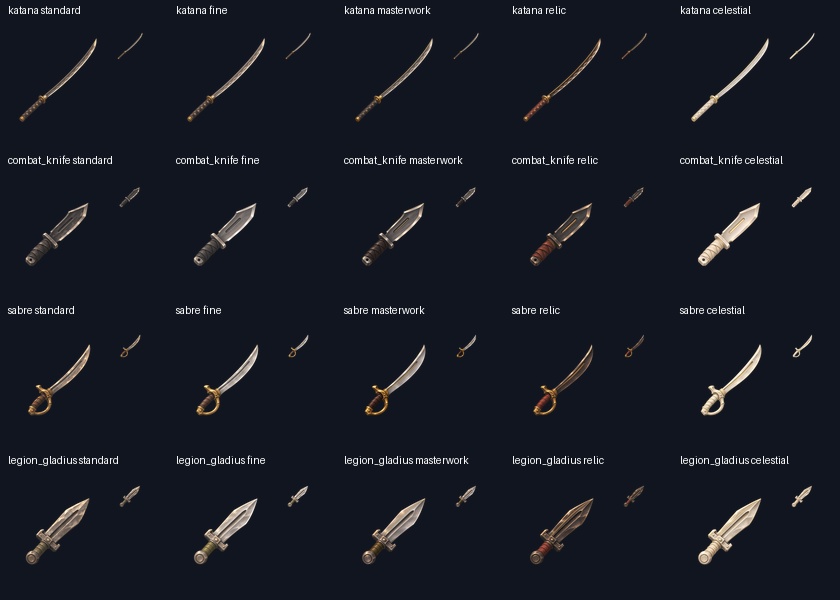 katana standard katana fine katana masterwork katana relic katana celestial
combat_knife standard combat_knife fine combat_knife masterwork combat_knife relic combat_knife celestial
sabre standard sabre fine sabre masterwork sabre relic sabre celestial
legion_gladius standard legion_gladius fine legion_gladius masterwork legion_gladius relic legion_gladius celestial